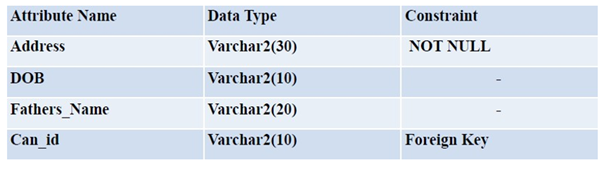 Attribute Name Data Type Constraint
Address Varchar2(30) NOT NULL
DOB Varchar2(10) -
Fathers_Name Varchar2(20) -
Can_id Varchar2(10) Foreign Key